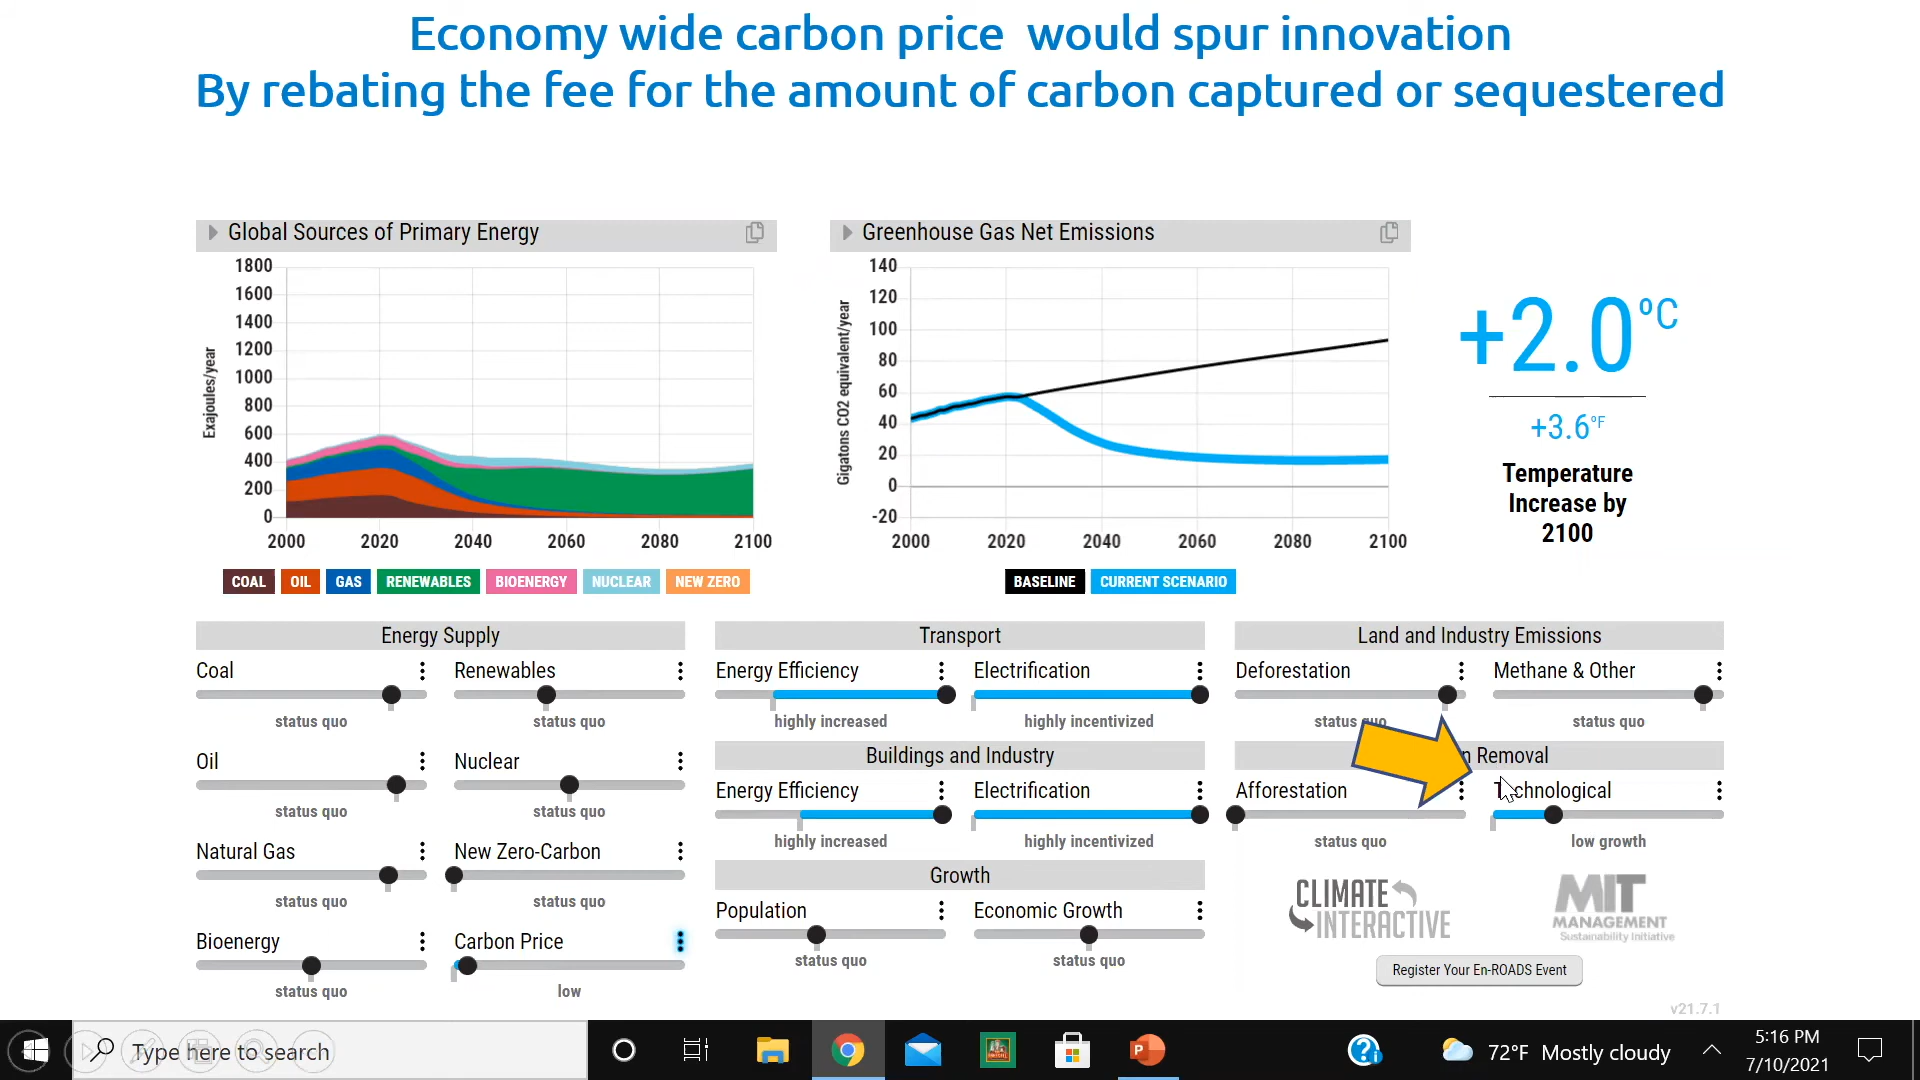 Economy wide carbon price would spur innovation
By rebating the fee for the amount of carbon captured or sequestered
Global Sources of Primary Energy
1800
1600
1400
1200
1000
800
600
400
200
0
Exajoules/year
2000 2020 2040 2060 2080 2100
COAL OIL GAS RENEWABLES BIOENERGY NUCLEAR NEW ZERO
Greenhouse Gas Net Emissions
140
120
100
80
60
40
20
0
-20
Gigatons CO2 equivalent/year
2000 2020 2040 2060 2080 2100
BASELINE CURRENT SCENARIO
+2.0°C
+3.6°F
Temperature
Increase by
2100
Energy Supply
Coal
status quo
Renewables
status quo
Oil
status quo
Nuclear
status quo
Natural Gas
status quo
New Zero-Carbon
status quo
Bioenergy
status quo
Carbon Price
low
Transport
Energy Efficiency
highly increased
Electrification
highly incentivized
Buildings and Industry
Energy Efficiency
highly increased
Electrification
highly incentivized
Growth
Population
status quo
Economic Growth
status quo
Land and Industry Emissions
Deforestation
status quo
Methane & Other
status quo
n Removal
Afforestation
status quo
Technological
low growth
CLIMATE
INTERACTIVE
MIT
MANAGEMENT
Sustainability Initiative
Register Your En-ROADS Event
v21.7.1
Type here to search
72°F Mostly cloudy
5:16 PM
7/10/2021